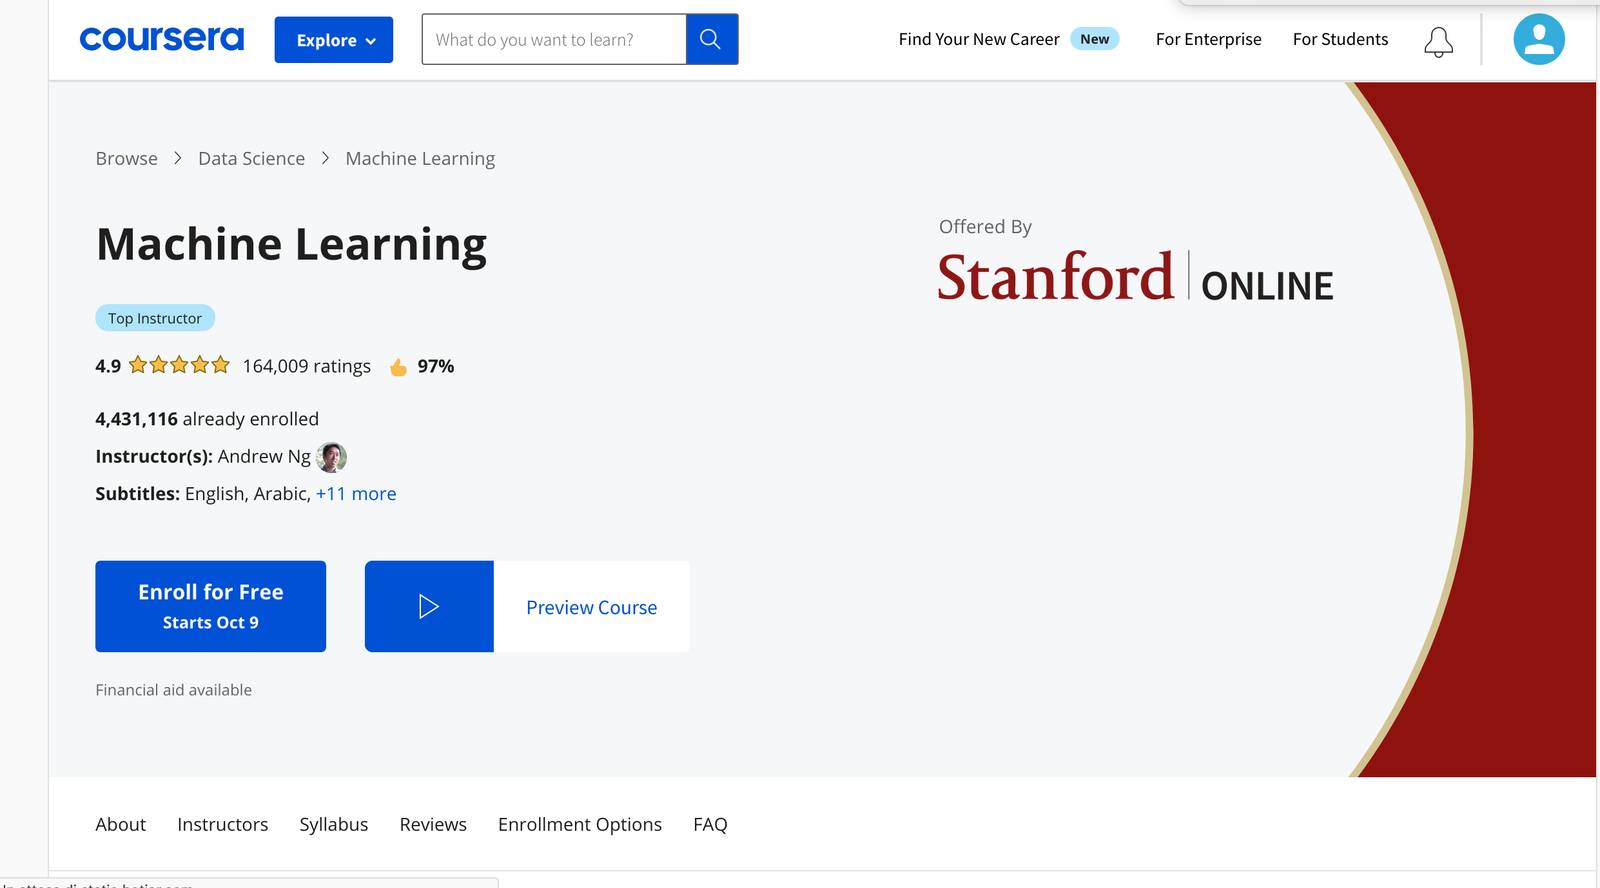 coursera
Explore
What do you want to learn?
Find Your New Career New
For Enterprise
For Students
Browse > Data Science > Machine Learning
Machine Learning
Top Instructor
4.9 164,009 ratings 97%
4,431,116 already enrolled
Instructor(s): Andrew Ng
Subtitles: English, Arabic, +11 more
Enroll for Free
Starts Oct 9
Preview Course
Financial aid available
Offered By
Stanford ONLINE
About Instructors Syllabus Reviews Enrollment Options FAQ